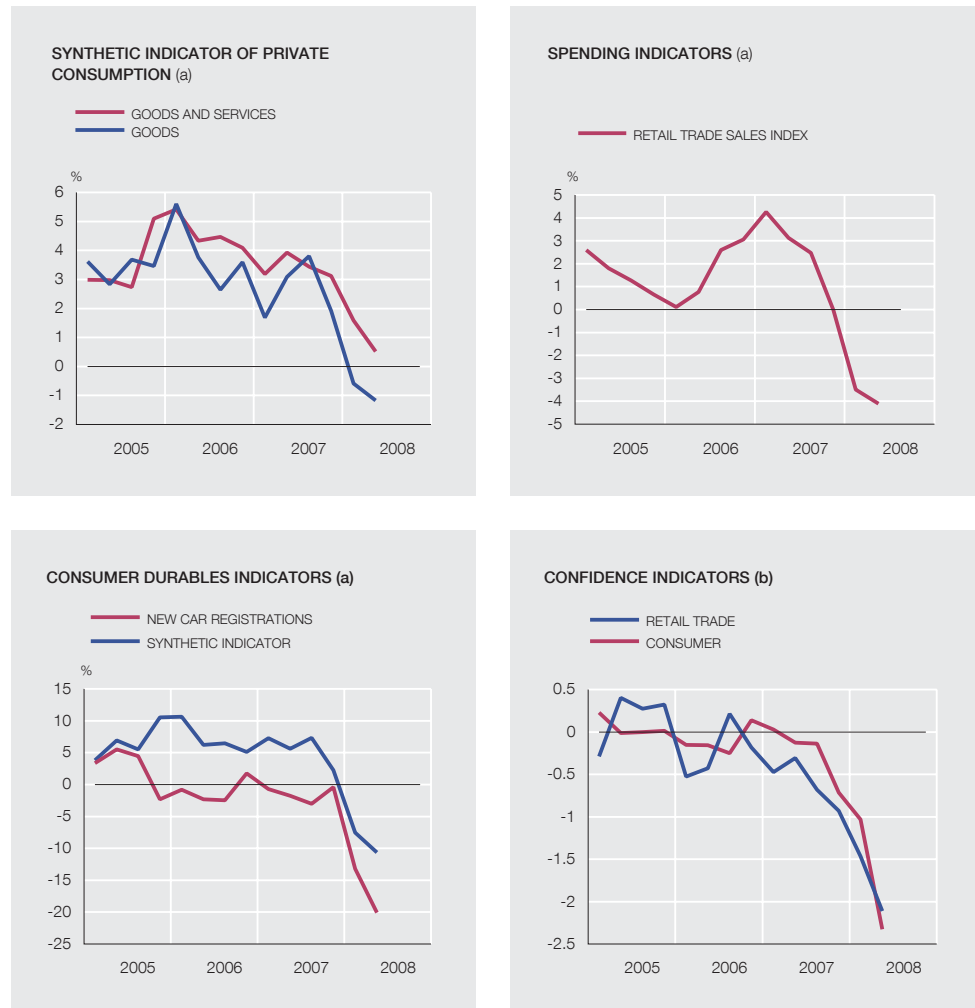 SYNTHETIC INDICATOR OF PRIVATE
CONSUMPTION (a)
GOODS AND SERVICES
GOODS
%
6
5
4
3
2
1
0
-1
-2
2005 2006 2007 2008
SPENDING INDICATORS (a)
RETAIL TRADE SALES INDEX
%
5
4
3
2
1
0
-1
-2
-3
-4
-5
2005 2006 2007 2008
CONSUMER DURABLES INDICATORS (a)
NEW CAR REGISTRATIONS
SYNTHETIC INDICATOR
%
15
10
5
0
-5
-10
-15
-20
-25
2005 2006 2007 2008
CONFIDENCE INDICATORS (b)
RETAIL TRADE
CONSUMER
0.5
0
-0.5
-1
-1.5
-2
-2.5
2005 2006 2007 2008